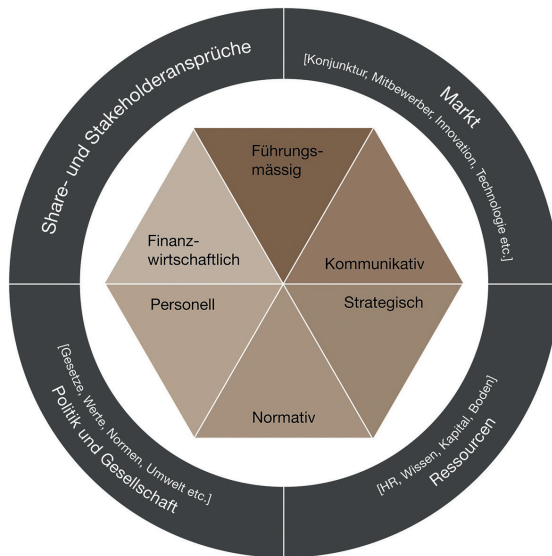 Share- und Stakeholderansprüche
Markt
[Konjunktur, Mitbewerber, Innovation, Technologie etc.]
Führungs-
mässig
Finanz-
wirtschaftlich
Kommunikativ
Personell
Strategisch
Normativ
[Gesetze, Werte, Normen, Umwelt etc.]
Politik und Gesellschaft
[HR, Wissen, Kapital, Boden]
Ressourcen